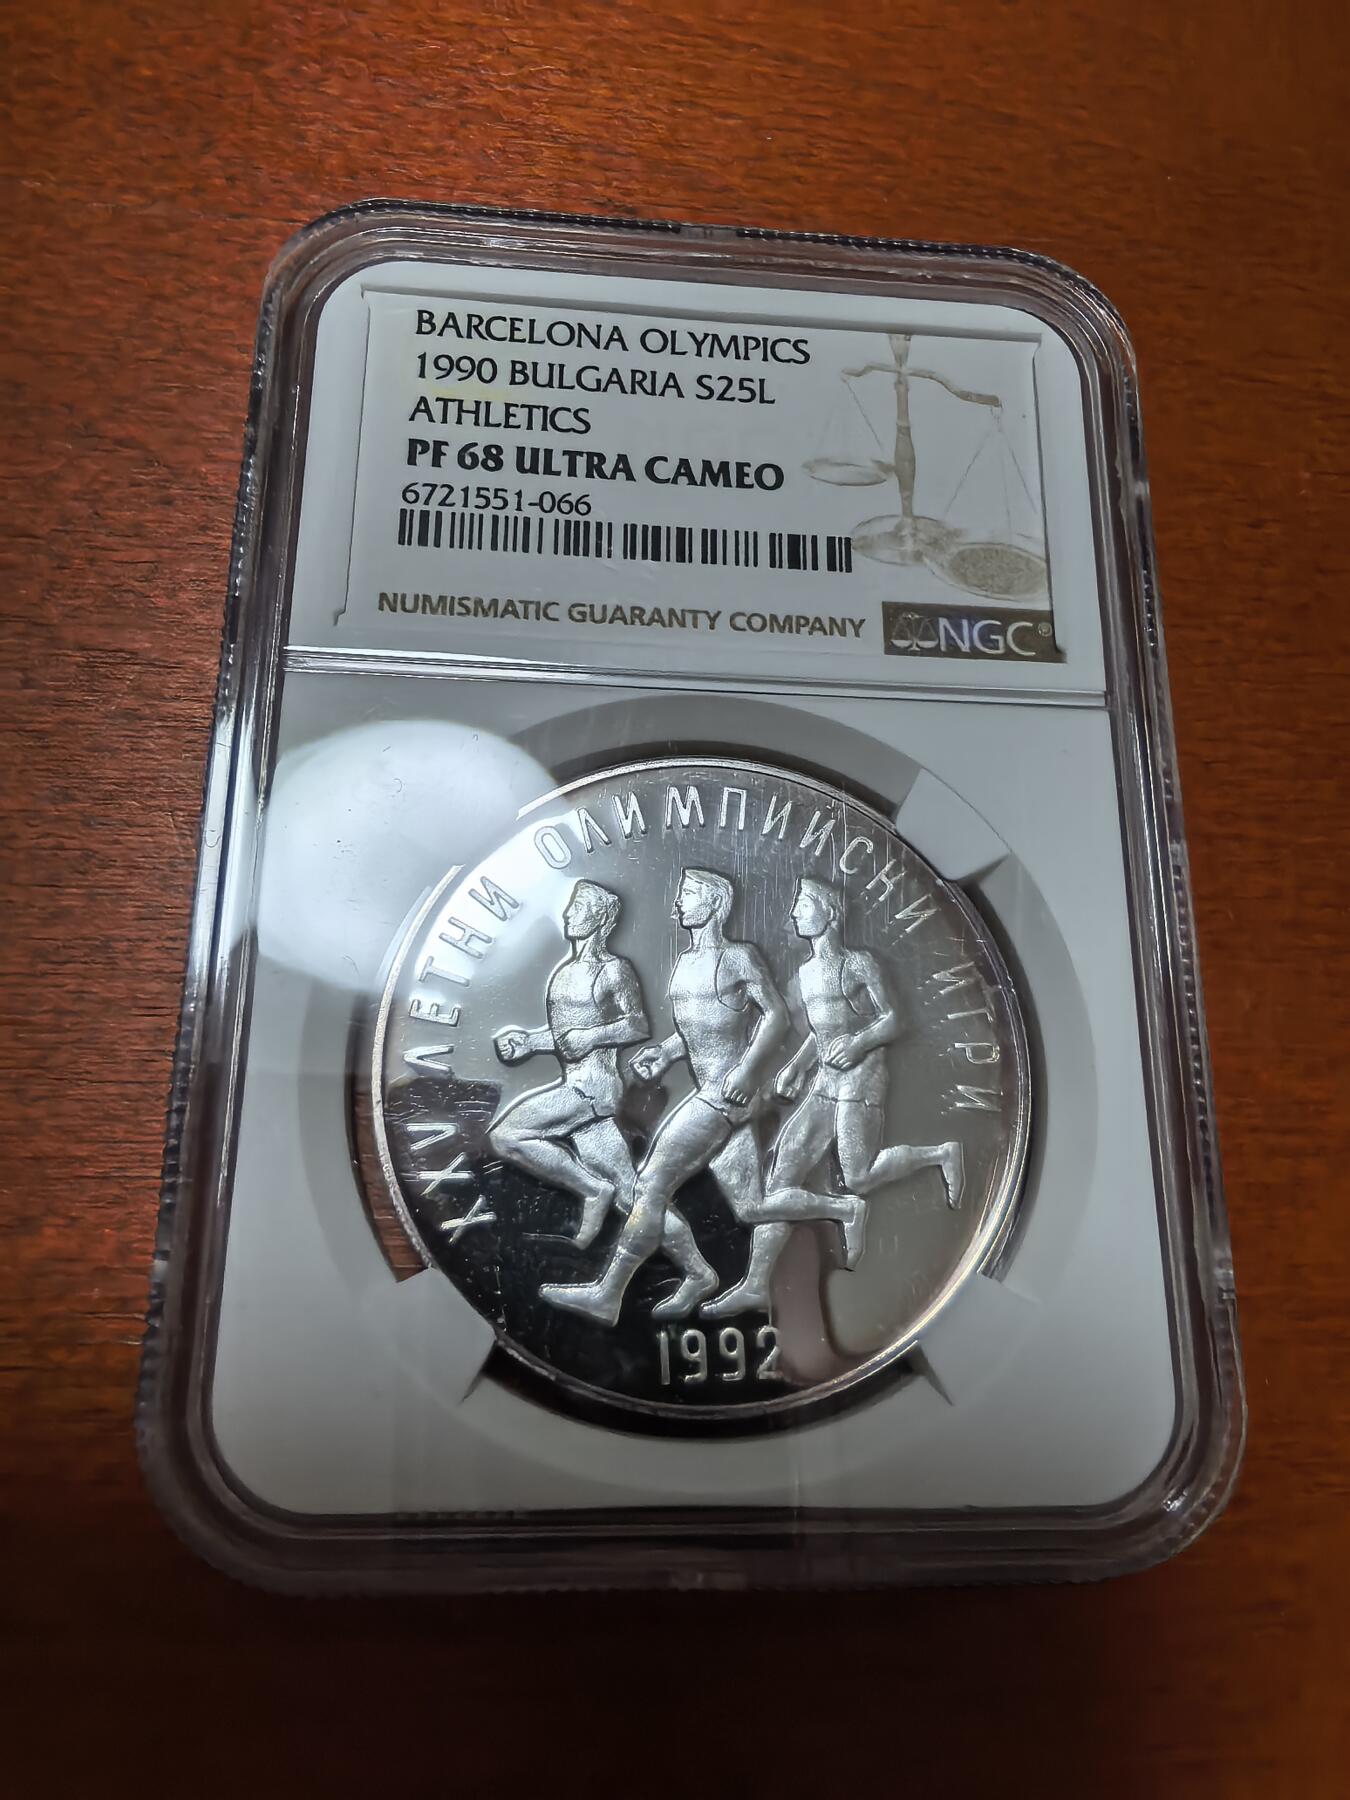 BARCELONA OLYMPICS
1990 BULGARIA S25L
ATHLETICS
PF 68 ULTRA CAMEO
6721551-066
NUMISMATIC GUARANTY COMPANY
NGC®
XXV ЛЕТНИ ОЛИМПИЙСКИ ИГРИ
1992